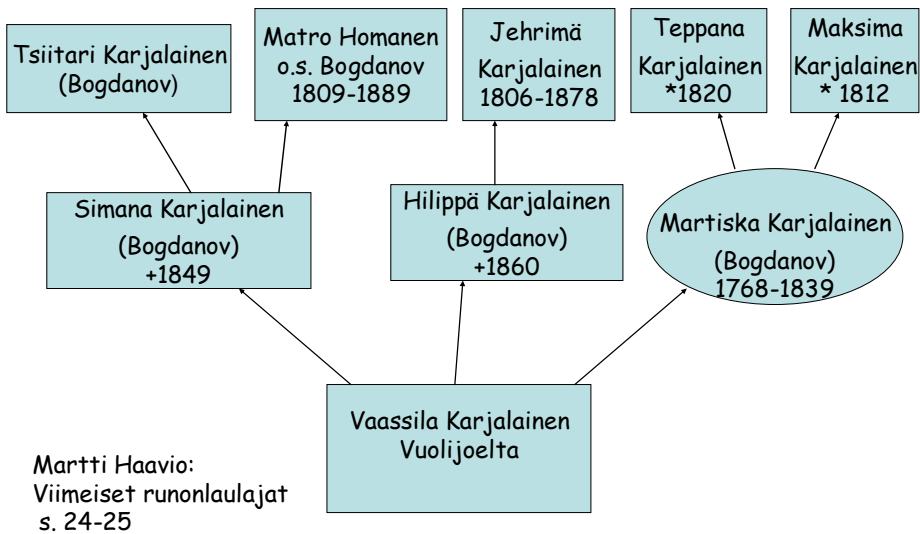 Tsiitari Karjalainen
(Bogdanov)
Matro Homanen
o.s. Bogdanov
1809-1889
Jehrimä
Karjalainen
1806-1878
Teppana
Karjalainen
*1820
Maksima
Karjalainen
* 1812
Simana Karjalainen
(Bogdanov)
+1849
Hilippä Karjalainen
(Bogdanov)
+1860
Martiska Karjalainen
(Bogdanov)
1768-1839
Vaassila Karjalainen
Vuolijoelta
Martti Haavio:
Viimeiset runonlaulajat
s. 24-25